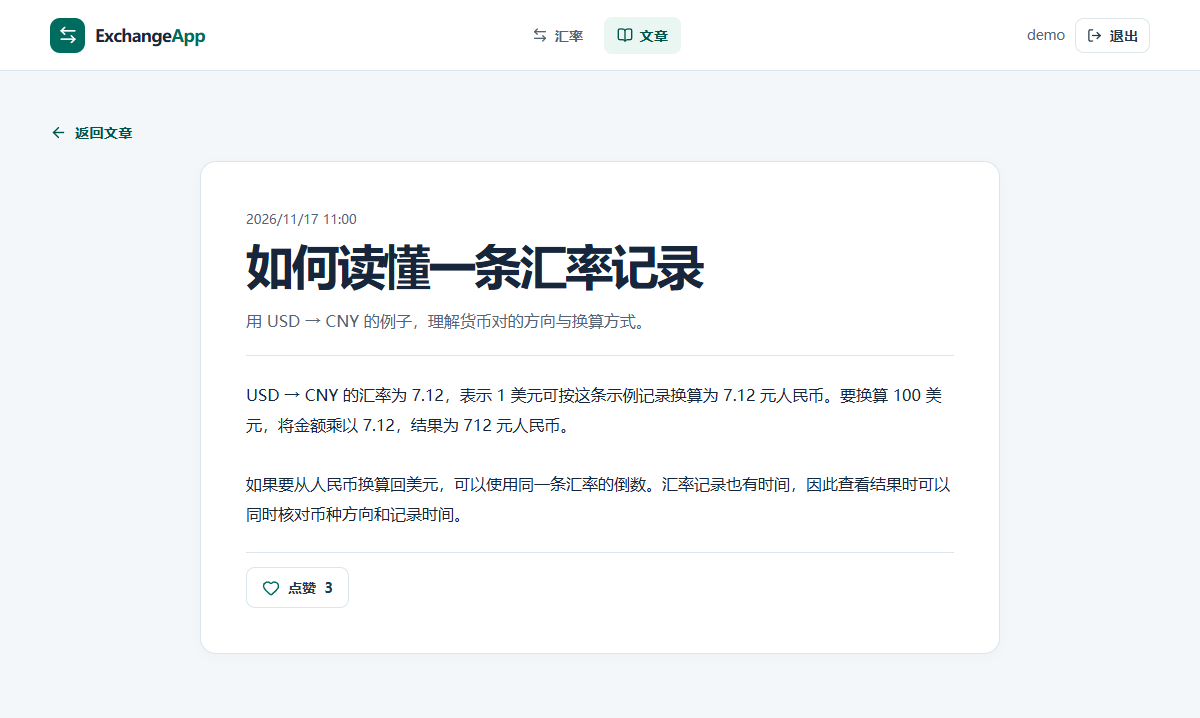 ExchangeApp
汇率
文章
demo
退出
返回文章
2026/11/17 11:00
如何读懂一条汇率记录
用 USD → CNY 的例子，理解货币对的方向与换算方式。
USD → CNY 的汇率为 7.12，表示 1 美元可按这条示例记录换算为 7.12 元人民币。要换算 100 美
元，将金额乘以 7.12，结果为 712 元人民币。
如果要从人民币换算回美元，可以使用同一条汇率的倒数。汇率记录也有时间，因此查看结果时可以
同时核对币种方向和记录时间。
点赞 3